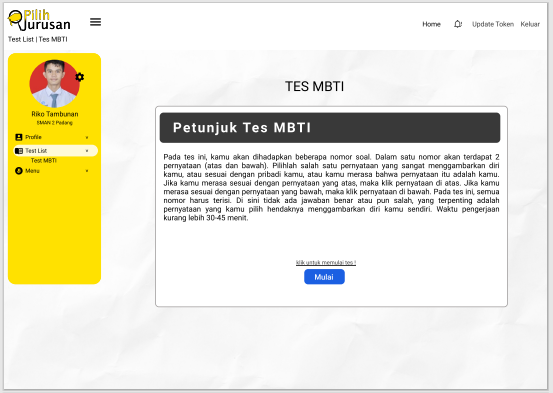 Pilih
Jurusan
Home
Update Token
Keluar
Test List | Tes MBTI
Riko Tambunan
SMAN 2 Padang
Profile
Test List
Test MBTI
Menu
TES MBTI
Petunjuk Tes MBTI
Pada tes ini, kamu akan dihadapkan beberapa nomor soal. Dalam satu nomor akan terdapat 2
pernyataan (atas dan bawah). Pilihlah salah satu pernyataan yang sangat menggambarkan diri
kamu, atau sesuai dengan pribadi kamu, atau kamu merasa bahwa pernyataan itu adalah kamu.
Jika kamu merasa sesuai dengan pernyataan yang atas, maka klik pernyataan di atas. Jika kamu
merasa sesuai dengan pernyataan yang bawah, maka klik pernyataan di bawah. Pada tes ini, semua
nomor harus terisi. Di sini tidak ada jawaban benar atau pun salah, yang terpenting adalah
pernyataan yang kamu pilih hendaknya menggambarkan diri kamu sendiri. Waktu pengerjaan
kurang lebih 30-45 menit.
klik untuk memulai tes !
Mulai